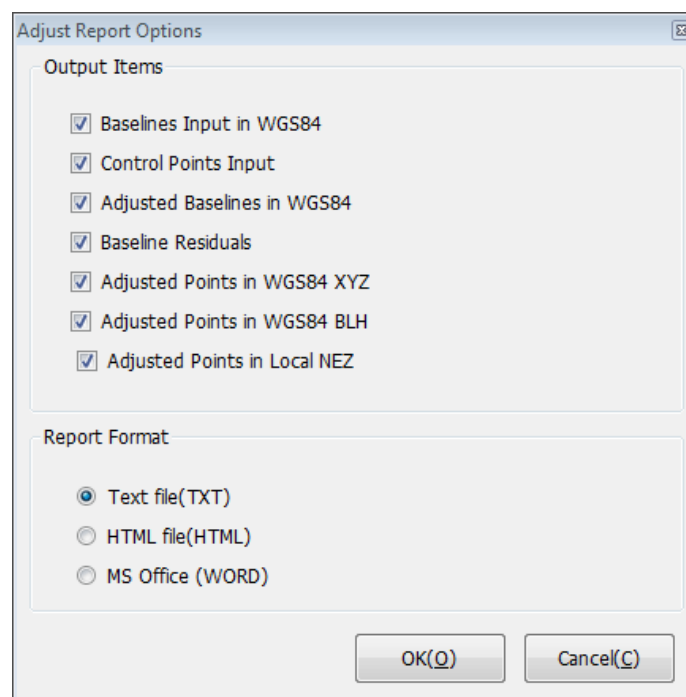 Adjust Report Options
Output Items
Baselines Input in WGS84
Control Points Input
Adjusted Baselines in WGS84
Baseline Residuals
Adjusted Points in WGS84 XYZ
Adjusted Points in WGS84 BLH
Adjusted Points in Local NEZ
Report Format
Text file(TXT)
HTML file(HTML)
MS Office (WORD)
OK(O)
Cancel(C)